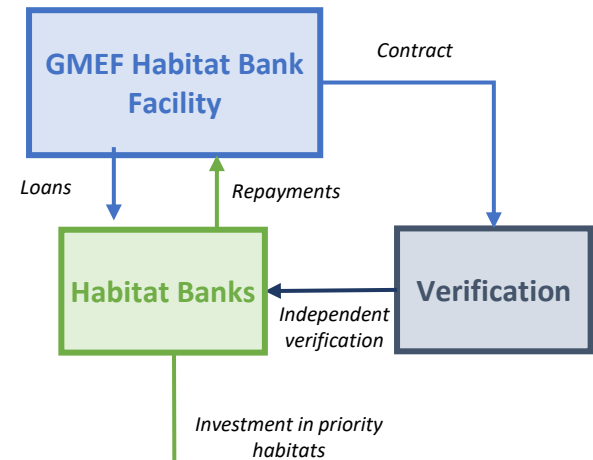 GMEF Habitat Bank
Facility
Contract
Loans
Repayments
Habitat Banks
Verification
Independent
verification
Investment in priority
habitats